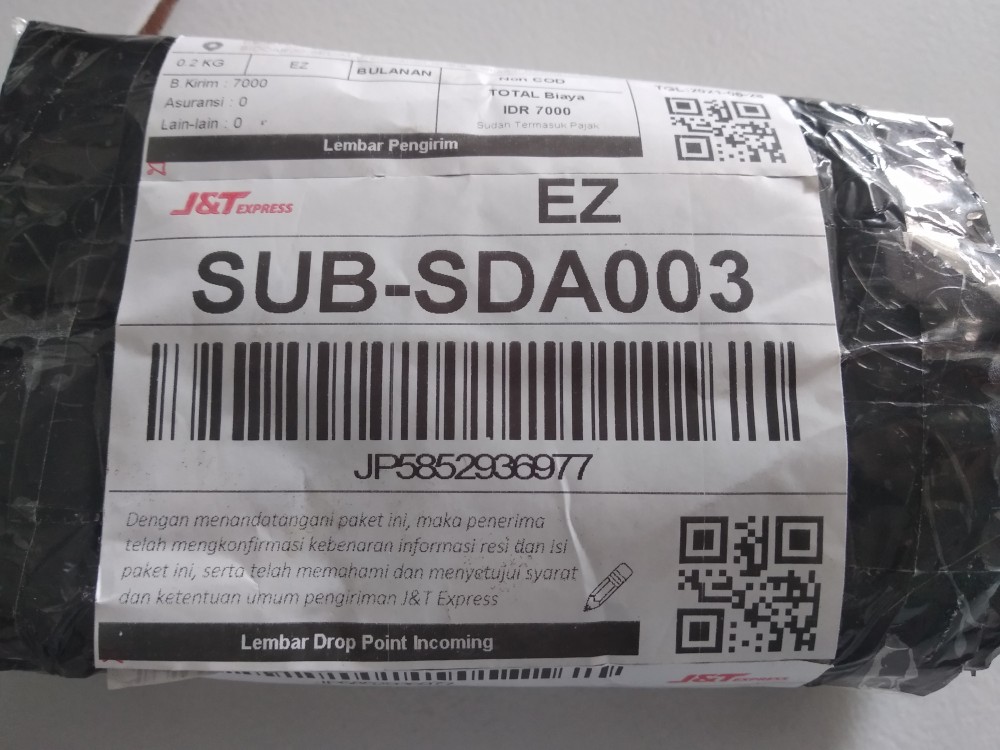 0.2 KG EZ BULANAN Non COD
B Kirim : 7000
Asuransi : 0
Lain-lain : 0
TOTAL Biaya
IDR 7000
Sudah Termasuk Pajak
Lembar Pengirim
J&T EXPRESS
EZ
SUB-SDA003
JP5852936977
Dengan menandatangani paket ini, maka penerima
telah mengkonfirmasi kebenaran informasi resi dan isi
paket ini, serta telah memahami dan menyetujui syarat
dan ketentuan umum pengiriman J&T Express
Lembar Drop Point Incoming
J&T EXPRESS